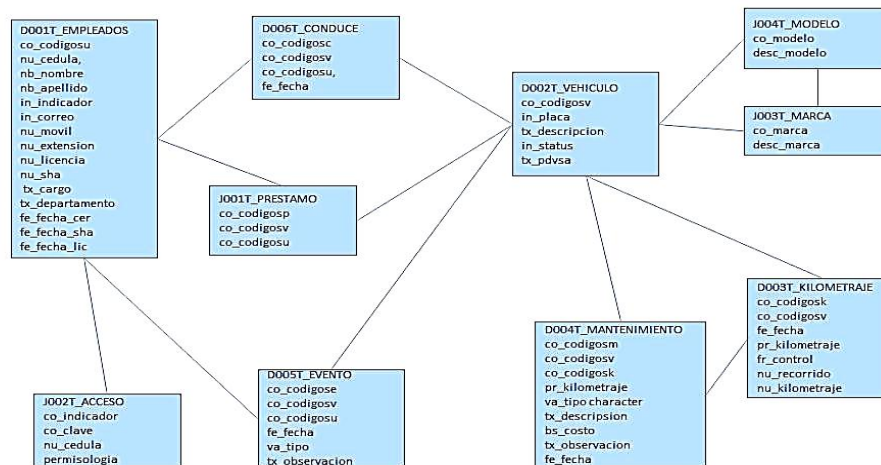 D001T_EMPLEADOS
co_codigosu
nu_cedula,
nb_nombre
nb_apellido
in_indicador
in_correo
nu_movil
nu_extension
nu_licencia
nu_sha
tx_cargo
tx_departamento
fe_fecha_cer
fe_fecha_sha
fe_fecha_lic
D006T_CONDUCE
co_codigosc
co_codigosv
co_codigosu,
fe_fecha
J001T_PRESTAMO
co_codigosp
co_codigosv
co_codigosu
D002T_VEHICULO
co_codigosv
in_placa
tx_descripcion
in_status
tx_pdvsa
J004T_MODELO
co_modelo
desc_modelo
J003T_MARCA
co_marca
desc_marca
J002T_ACCESO
co_indicador
co_clave
nu_cedula
permisologia
D005T_EVENTO
co_codigose
co_codigosv
co_codigosu
fe_fecha
va_tipo
tx_observacion
D004T_MANTENIMIENTO
co_codigosm
co_codigosv
co_codigosk
pr_kilometraje
va_tipo character
tx_descripsion
bs_costo
tx_observacion
fe_fecha
D003T_KILOMETRAJE
co_codigosk
co_codigosv
fe_fecha
pr_kilometraje
fr_control
nu_recorrido
nu_kilometraje